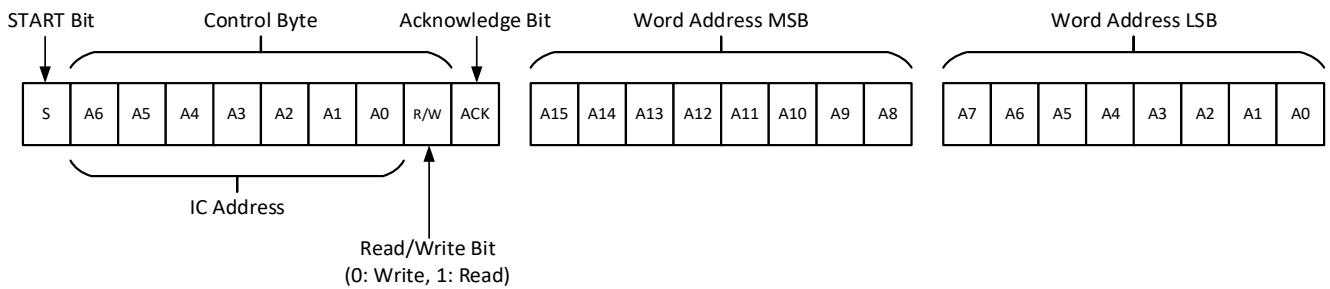 START Bit Control Byte Acknowledge Bit Word Address MSB Word Address LSB
S A6 A5 A4 A3 A2 A1 A0 R/W ACK A15 A14 A13 A12 A11 A10 A9 A8 A7 A6 A5 A4 A3 A2 A1 A0
IC Address
Read/Write Bit
(0: Write, 1: Read)